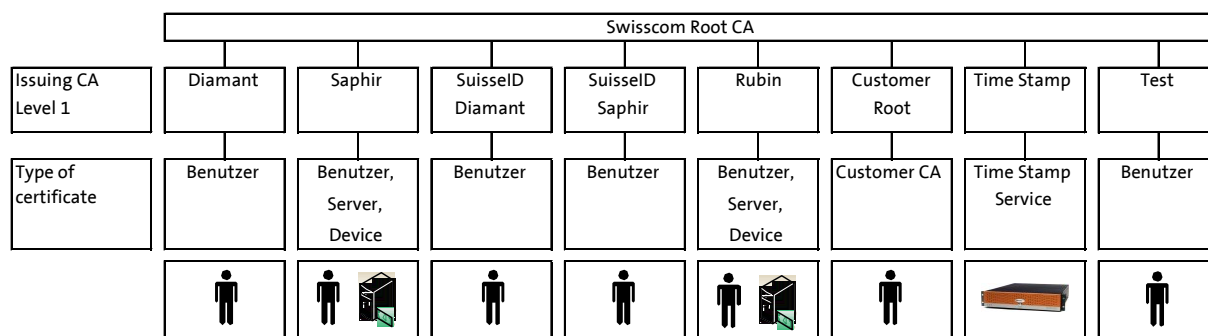 Swisscom Root CA
Issuing CA
Level 1
Diamant
Saphir
SuisseID
Diamant
SuisseID
Saphir
Rubin
Customer
Root
Time Stamp
Test
Type of
certificate
Benutzer
Benutzer,
Server,
Device
Benutzer
Benutzer
Benutzer,
Server,
Device
Customer CA
Time Stamp
Service
Benutzer